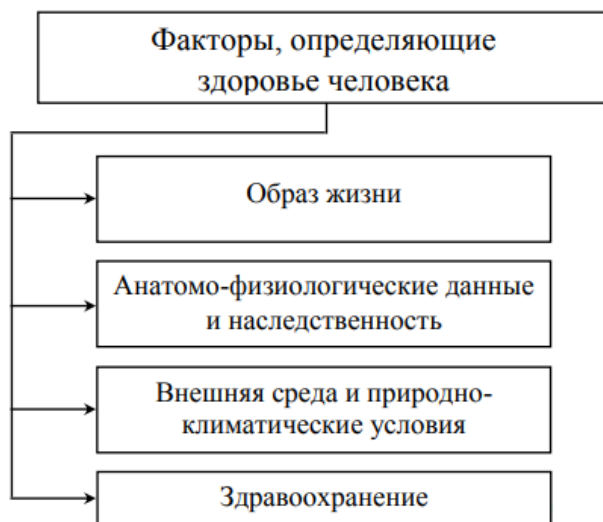 Факторы, определяющие
здоровье человека
Образ жизни
Анатомо-физиологические данные
и наследственность
Внешняя среда и природно-
климатические условия
Здравоохранение